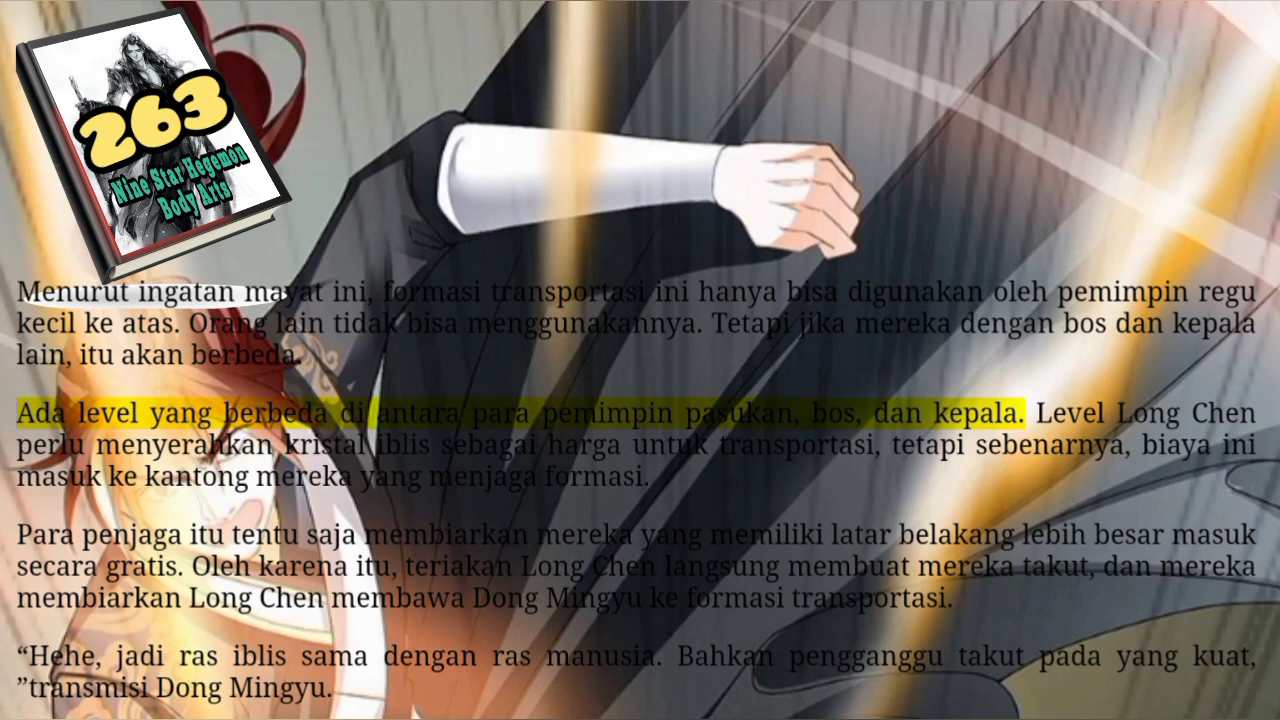 263
Nine Star Hegemon
Body Arts
Menurut ingatan mayat ini, formasi transportasi ini hanya bisa digunakan oleh pemimpin regu
kecil ke atas. Orang lain tidak bisa menggunakannya. Tetapi jika mereka dengan bos dan kepala
lain, itu akan berbeda.
Ada level yang berbeda di antara para pemimpin pasukan, bos, dan kepala. Level Long Chen
perlu menyerahkan kristal iblis sebagai harga untuk transportasi, tetapi sebenarnya, biaya ini
masuk ke kantong mereka yang menjaga formasi.
Para penjaga itu tentu saja membiarkan mereka yang memiliki latar belakang lebih besar masuk
secara gratis. Oleh karena itu, teriakan Long Chen langsung membuat mereka takut, dan mereka
membiarkan Long Chen membawa Dong Mingyu ke formasi transportasi.
“Hehe, jadi ras iblis sama dengan ras manusia. Bahkan pengganggu takut pada yang kuat,
”transmisi Dong Mingyu.